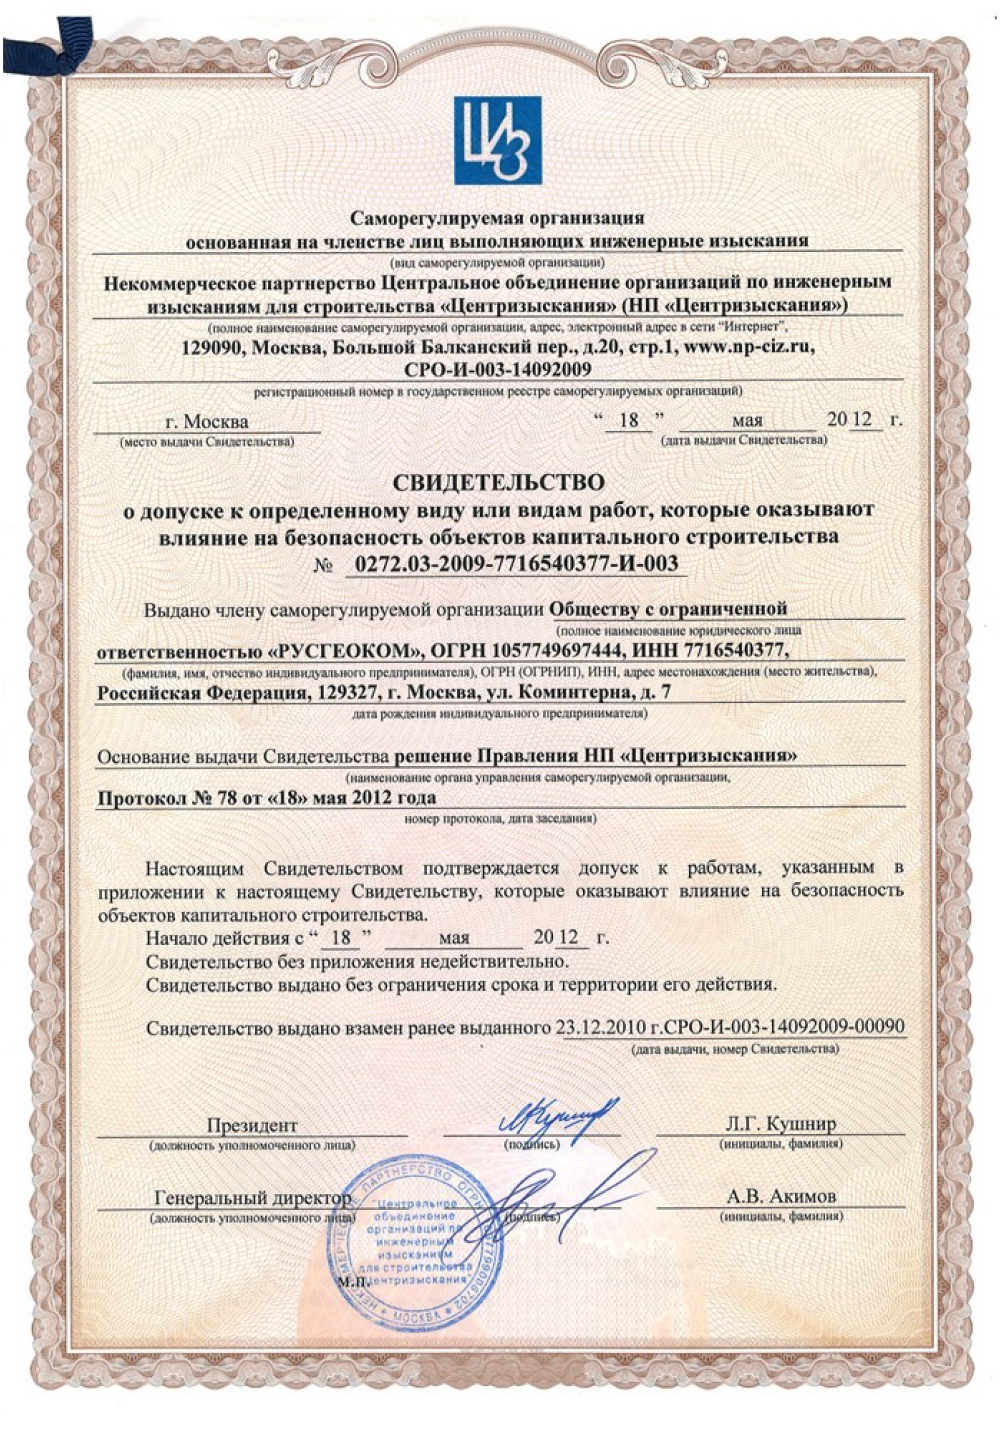 ЦИЗ
Саморегулируемая организация
основанная на членстве лиц выполняющих инженерные изыскания
(вид саморегулируемой организации)
Некоммерческое партнерство Центральное объединение организаций по инженерным
изысканиям для строительства «Центризыскания» (НП «Центризыскания»)
(полное наименование саморегулируемой организации, адрес, электронный адрес в сети "Интернет",
129090, Москва, Большой Балканский пер., д.20, стр.1, www.np-ciz.ru,
СРО-И-003-14092009
регистрационный номер в государственном реестре саморегулируемых организаций)
г. Москва “ 18 ” мая 20 12 г.
(место выдачи Свидетельства) (дата выдачи Свидетельства)
СВИДЕТЕЛЬСТВО
о допуске к определенному виду или видам работ, которые оказывают
влияние на безопасность объектов капитального строительства
№ 0272.03-2009-7716540377-И-003
Выдано члену саморегулируемой организации Обществу с ограниченной
(полное наименование юридического лица
ответственностью «РУСГЕОКОМ», ОГРН 1057749697444, ИНН 7716540377,
(фамилия, имя, отчество индивидуального предпринимателя), ОГРН (ОГРНИП), ИНН, адрес местонахождения (место жительства),
Российская Федерация, 129327, г. Москва, ул. Коминтерна, д. 7
дата рождения индивидуального предпринимателя)
Основание выдачи Свидетельства решение Правления НП «Центризыскания»
(наименование органа управления саморегулируемой организации,
Протокол № 78 от «18» мая 2012 года
номер протокола, дата заседания)
Настоящим Свидетельством подтверждается допуск к работам, указанным в
приложении к настоящему Свидетельству, которые оказывают влияние на безопасность
объектов капитального строительства.
Начало действия с “ 18 ” мая 20 12 г.
Свидетельство без приложения недействительно.
Свидетельство выдано без ограничения срока и территории его действия.
Свидетельство выдано взамен ранее выданного 23.12.2010 г.СРО-И-003-14092009-00090
(дата выдачи, номер Свидетельства)
Президент Л.Г. Кушнир
(должность уполномоченного лица) (подпись) (инициалы, фамилия)
Генеральный директор А.В. Акимов
(должность уполномоченного лица) (подпись) (инициалы, фамилия)
НЕКОММЕРЧЕСКОЕ ПАРТНЕРСТВО ОГРН
"Центральное
объединение
организаций по
инженерным
изысканиям
для строительства
"Центризыскания"
МОСКВА
М.П.